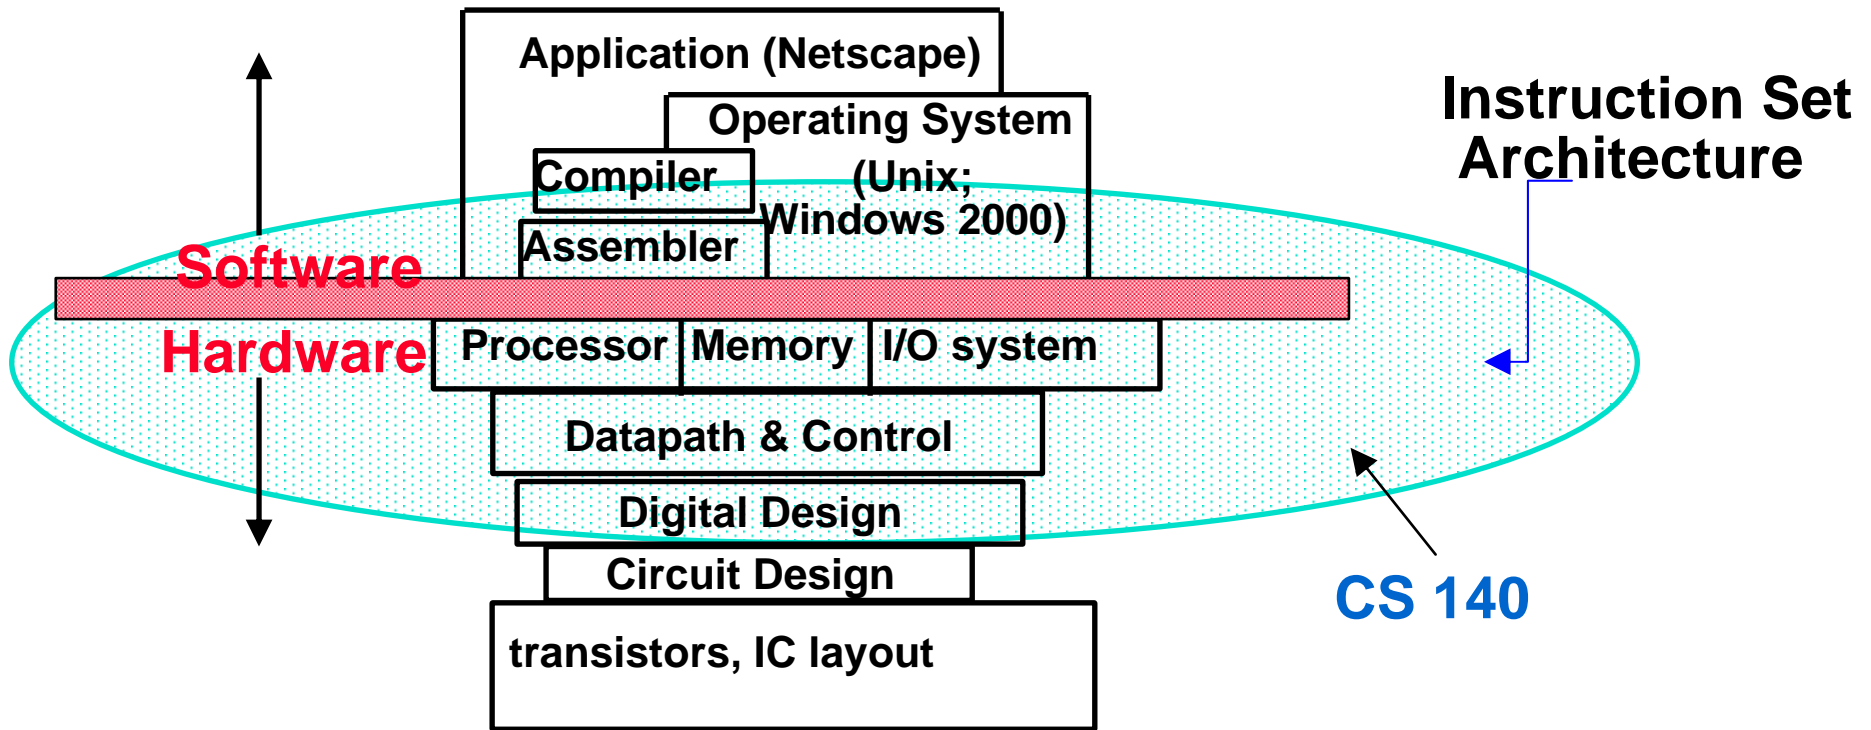 Application (Netscape)
Operating System
(Unix;
Windows 2000)
Compiler
Assembler
Instruction Set
Architecture
Software
Hardware
Processor
Memory
I/O system
Datapath & Control
Digital Design
Circuit Design
CS 140
transistors, IC layout